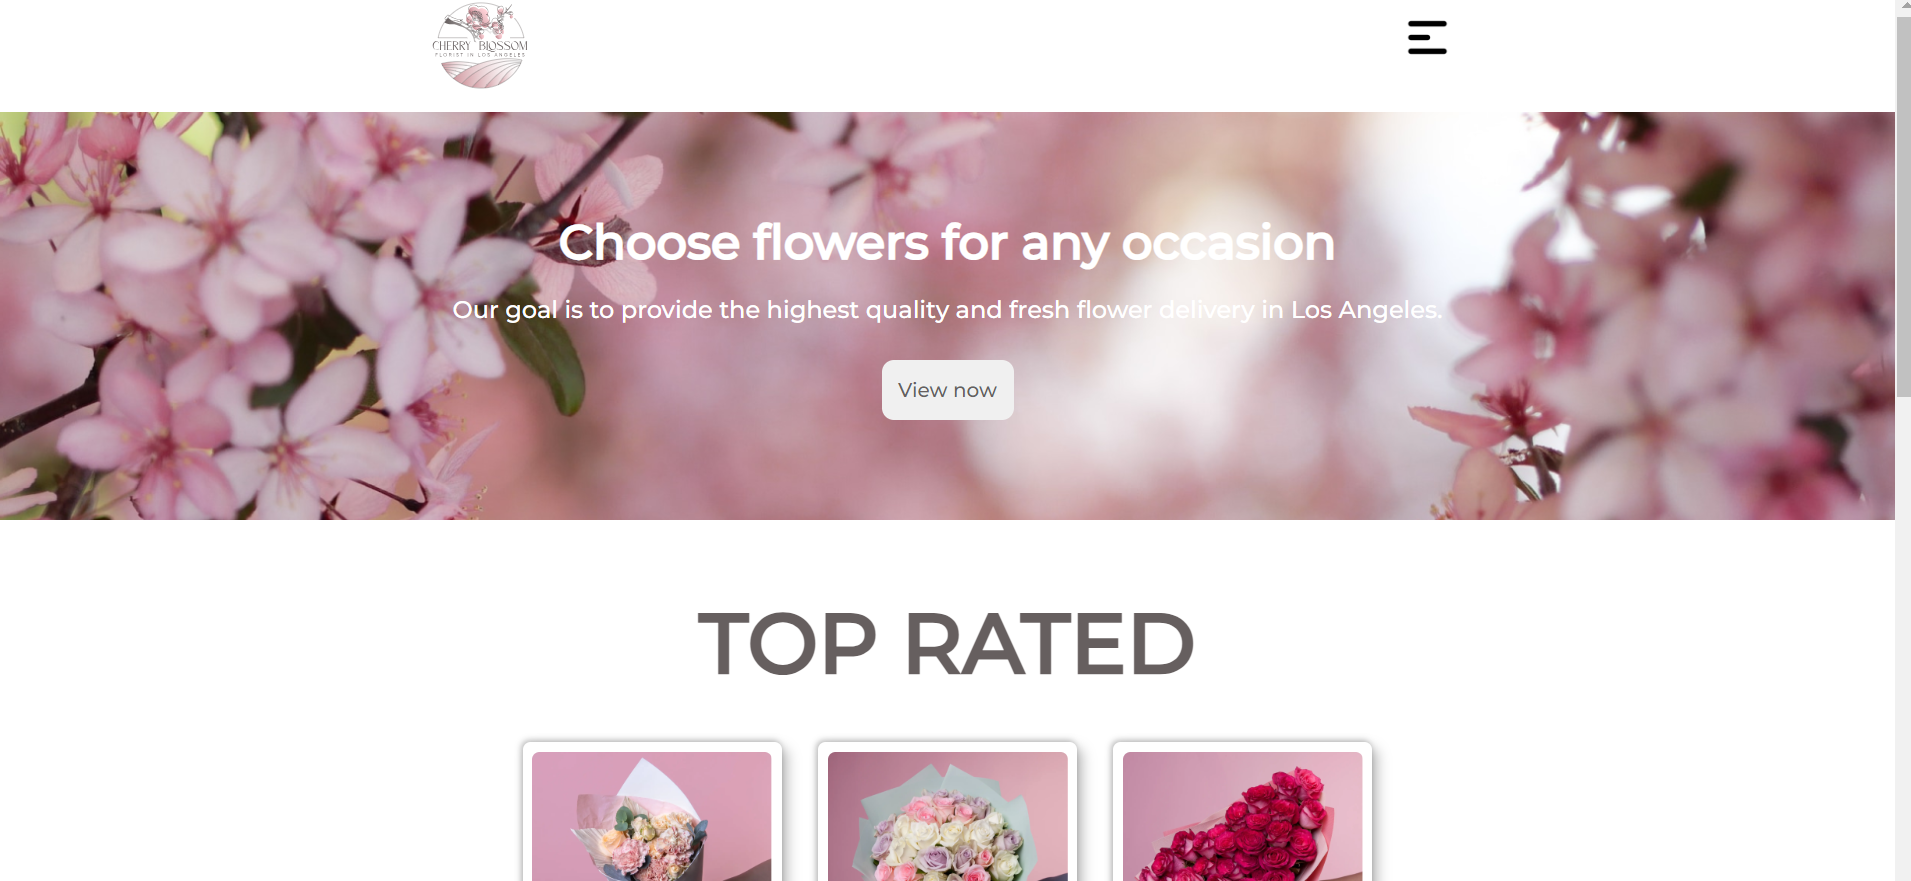 CHERRY BLOSSOM
FLORIST IN LOS ANGELES
Choose flowers for any occasion
Our goal is to provide the highest quality and fresh flower delivery in Los Angeles.
View now
TOP RATED